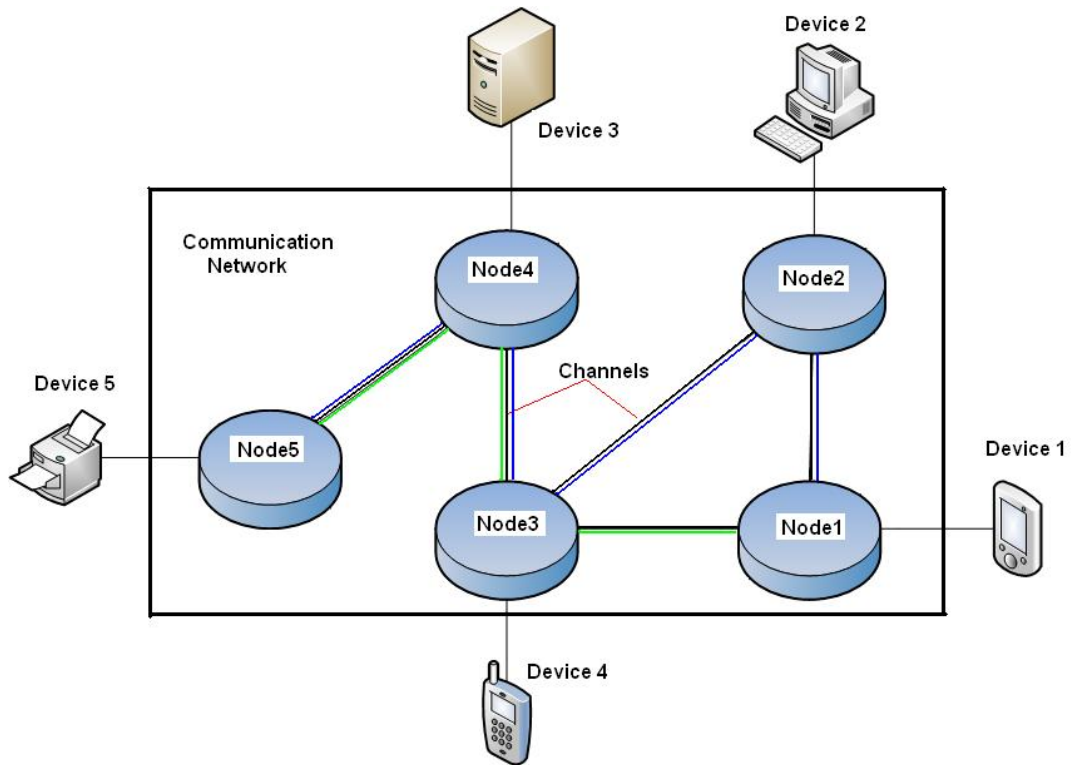 Device 2
Device 3
Communication
Network
Node4
Node2
Channels
Device 5
Node5
Device 1
Node3
Node1
Device 4